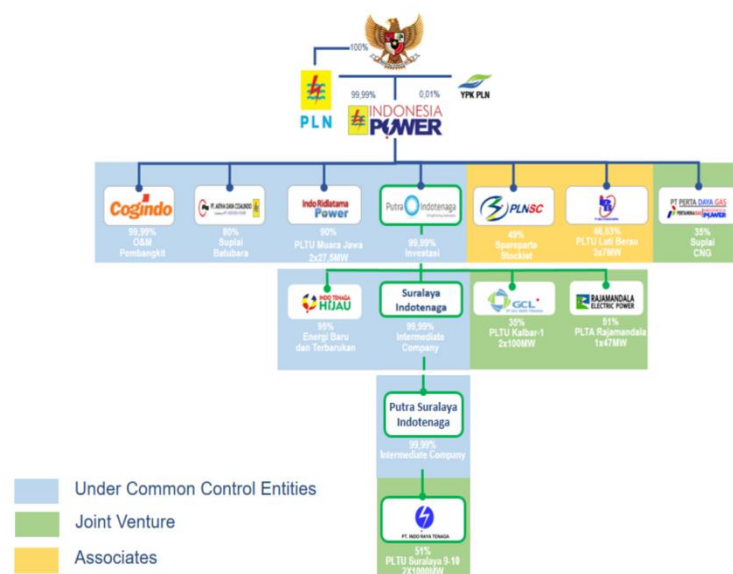 100%
PLN
99,99%
0,01%
YPK PLN
INDONESIA
POWER
Cogindo
99,99%
O&M
Pembangkit
80%
Suplai
Batubara
Indo Ridlatama
Power
90%
PLTU Muara Jawa
2x27,5MW
Putra Indotenaga
99,99%
Investasi
PLNSC
49%
Spareparts
Stockist
46,53%
PLTU Lati Berau
3x7MW
PT PERTA DAYA GAS
35%
Suplai
CNG
INDO TENAGA
HIJAU
95%
Energi Baru
dan Terbarukan
Suralaya
Indotenaga
99,99%
Intermediate
Company
GCL
35%
PLTU Kalbar-1
2x100MW
RAJAMANDALA
ELECTRIC POWER
51%
PLTA Rajamandala
1x47MW
Putra Suralaya
Indotenaga
99,99%
Intermediate Company
PT. INDO RAYA TENAGA
51%
PLTU Suralaya 9-10
2X1000MW
Under Common Control Entities
Joint Venture
Associates